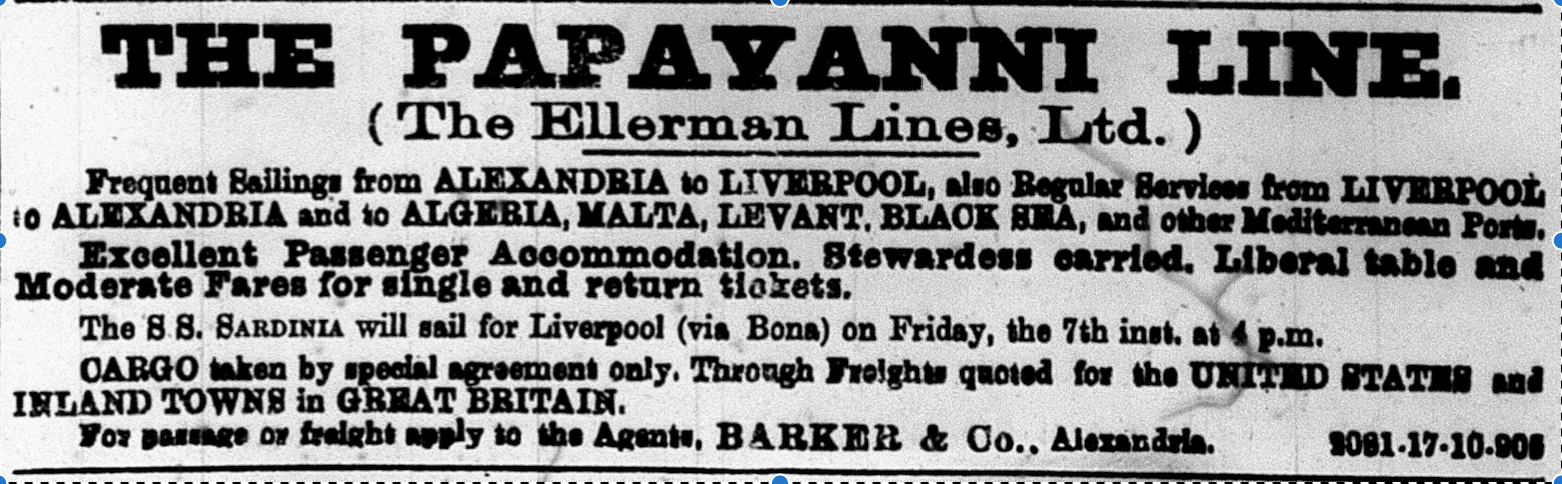 THE PAPAYANNI LINE.
(The Ellerman Lines, Ltd.)
Frequent Sailings from ALEXANDRIA to LIVERPOOL, also Regular Services from LIVERPOOL
to ALEXANDRIA and to ALGERIA, MALTA, LEVANT, BLACK SEA, and other Mediterranean Ports.
Excellent Passenger Accommodation. Stewardess carried. Liberal table and
Moderate Fares for single and return tickets.
The S.S. SARDINIA will sail for Liverpool (via Bona) on Friday, the 7th inst. at 4 p.m.
CARGO taken by special agreement only. Through Freights quoted for the UNITED STATES and
INLAND TOWNS in GREAT BRITAIN.
For passage or freight apply to the Agents, BARKER & Co., Alexandria.